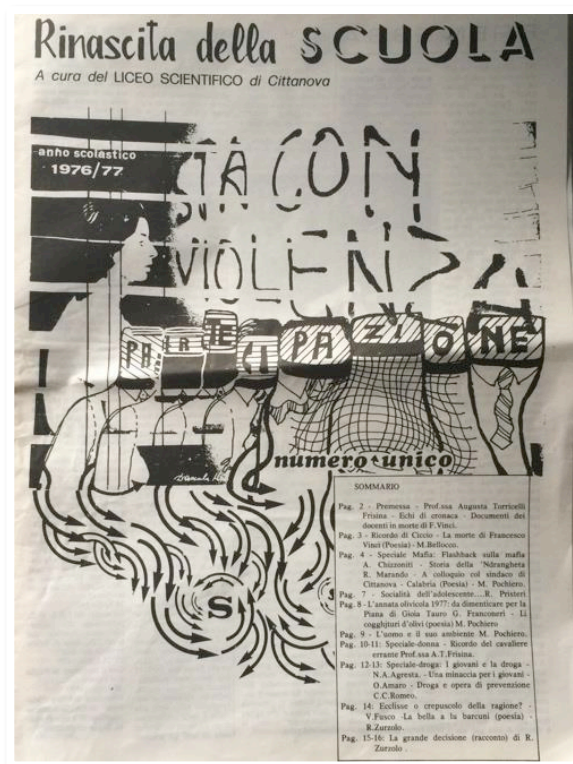 Rinascita della SCUOLA
A cura del LICEO SCIENTIFICO di Cittanova
anno scolastico
1976/77
CON
VIOLENZA
PARTECIPAZIONE
numero unico
S
SOMMARIO
Pag. 2 - Premessa - Prof.ssa Augusta Torricelli
Frisina - Echi di cronaca - Documenti dei
docenti in morte di F.Vinci.
Pag. 3 - Ricordo di Ciccio - La morte di Francesco
Vinci (Poesia) - M.Bellocco.
Pag. 4 - Speciale Mafia: Flashback sulla mafia
A. Chizzoniti - Storia della 'Ndrangheta
R. Marando - A colloquio col sindaco di
Cittanova - Calabria (Poesia) - M. Pochiero.
Pag. 7 - Socialità dell'adolescente....R. Pristeri
Pag. 8 - L'annata olivicola 1977: da dimenticare per la
Piana di Gioia Tauro G. Franconeri - Li
cogghjturi d'olivi (poesia) M. Pochiero
Pag. 9 - L'uomo e il suo ambiente M. Pochiero.
Pag. 10-11: Speciale-donna - Ricordo del cavaliere
errante Prof.ssa A.T.Frisina.
Pag. 12-13: Speciale-droga: I giovani e la droga -
N.A.Agresta. - Una minaccia per i giovani -
O.Amaro - Droga e opera di prevenzione
C.C.Romeo.
Pag. 14: Ecclisse o crepuscolo della ragione? -
V.Fusco -La bella a la barcuni (poesia) -
R.Zurzolo.
Pag. 15-16: La grande decisione (racconto) di R.
Zurzolo .